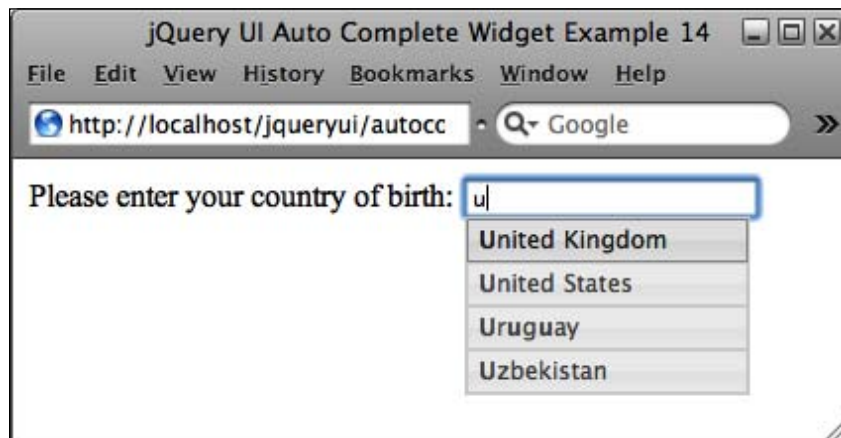 jQuery UI Auto Complete Widget Example 14
File Edit View History Bookmarks Window Help
http://localhost/jqueryui/autocc Google »
Please enter your country of birth: u
United Kingdom
United States
Uruguay
Uzbekistan